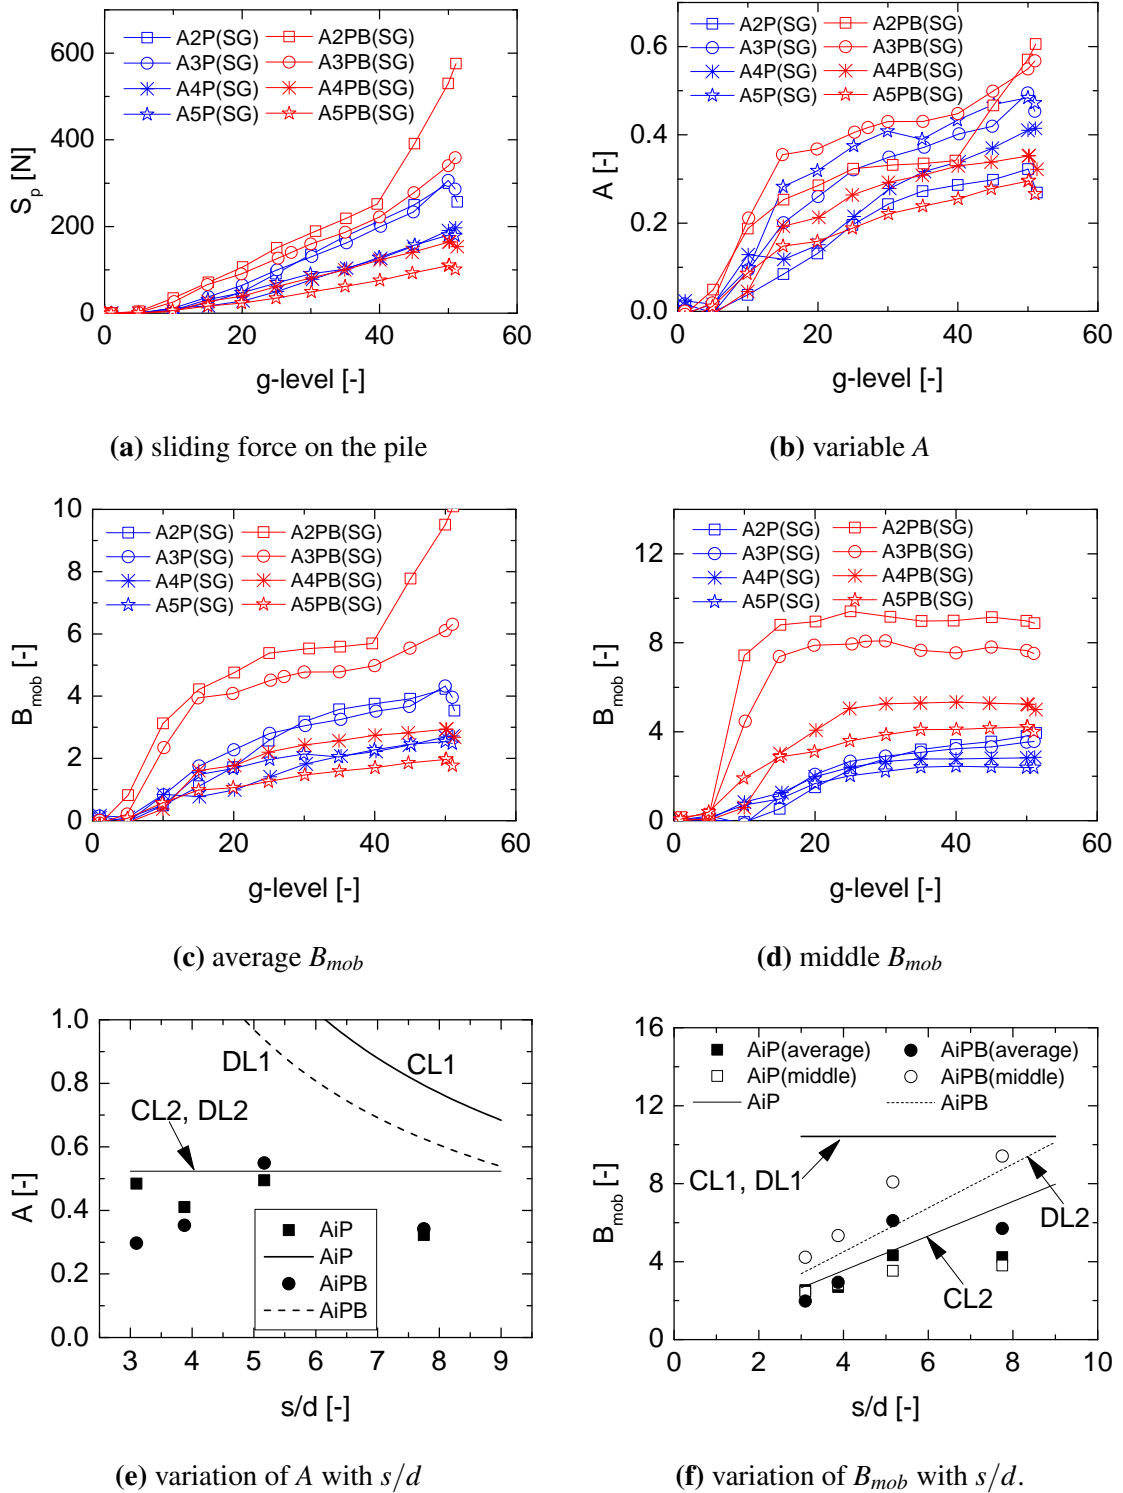 A2P(SG) A2PB(SG)
A3P(SG) A3PB(SG)
A4P(SG) A4PB(SG)
A5P(SG) A5PB(SG)
600
400
200
0
S_p [N]
0 20 40 60
g-level [-]
(a) sliding force on the pile
A2P(SG) A2PB(SG)
A3P(SG) A3PB(SG)
A4P(SG) A4PB(SG)
A5P(SG) A5PB(SG)
0.6
0.4
0.2
0.0
A [-]
0 20 40 60
g-level [-]
(b) variable A
A2P(SG) A2PB(SG)
A3P(SG) A3PB(SG)
A4P(SG) A4PB(SG)
A5P(SG) A5PB(SG)
10
8
6
4
2
0
B_mob [-]
0 20 40 60
g-level [-]
(c) average B_mob
A2P(SG) A2PB(SG)
A3P(SG) A3PB(SG)
A4P(SG) A4PB(SG)
A5P(SG) A5PB(SG)
12
8
4
0
B_mob [-]
0 20 40 60
g-level [-]
(d) middle B_mob
1.0
0.8
0.6
0.4
0.2
0.0
A [-]
DL1
CL1
CL2, DL2
AiP
AiP
AiPB
AiPB
3 4 5 6 7 8 9
s/d [-]
(e) variation of A with s/d
16
12
8
4
0
B_mob [-]
AiP(average) AiPB(average)
AiP(middle) AiPB(middle)
AiP AiPB
CL1, DL1
DL2
CL2
0 2 4 6 8 10
s/d [-]
(f) variation of B_mob with s/d.